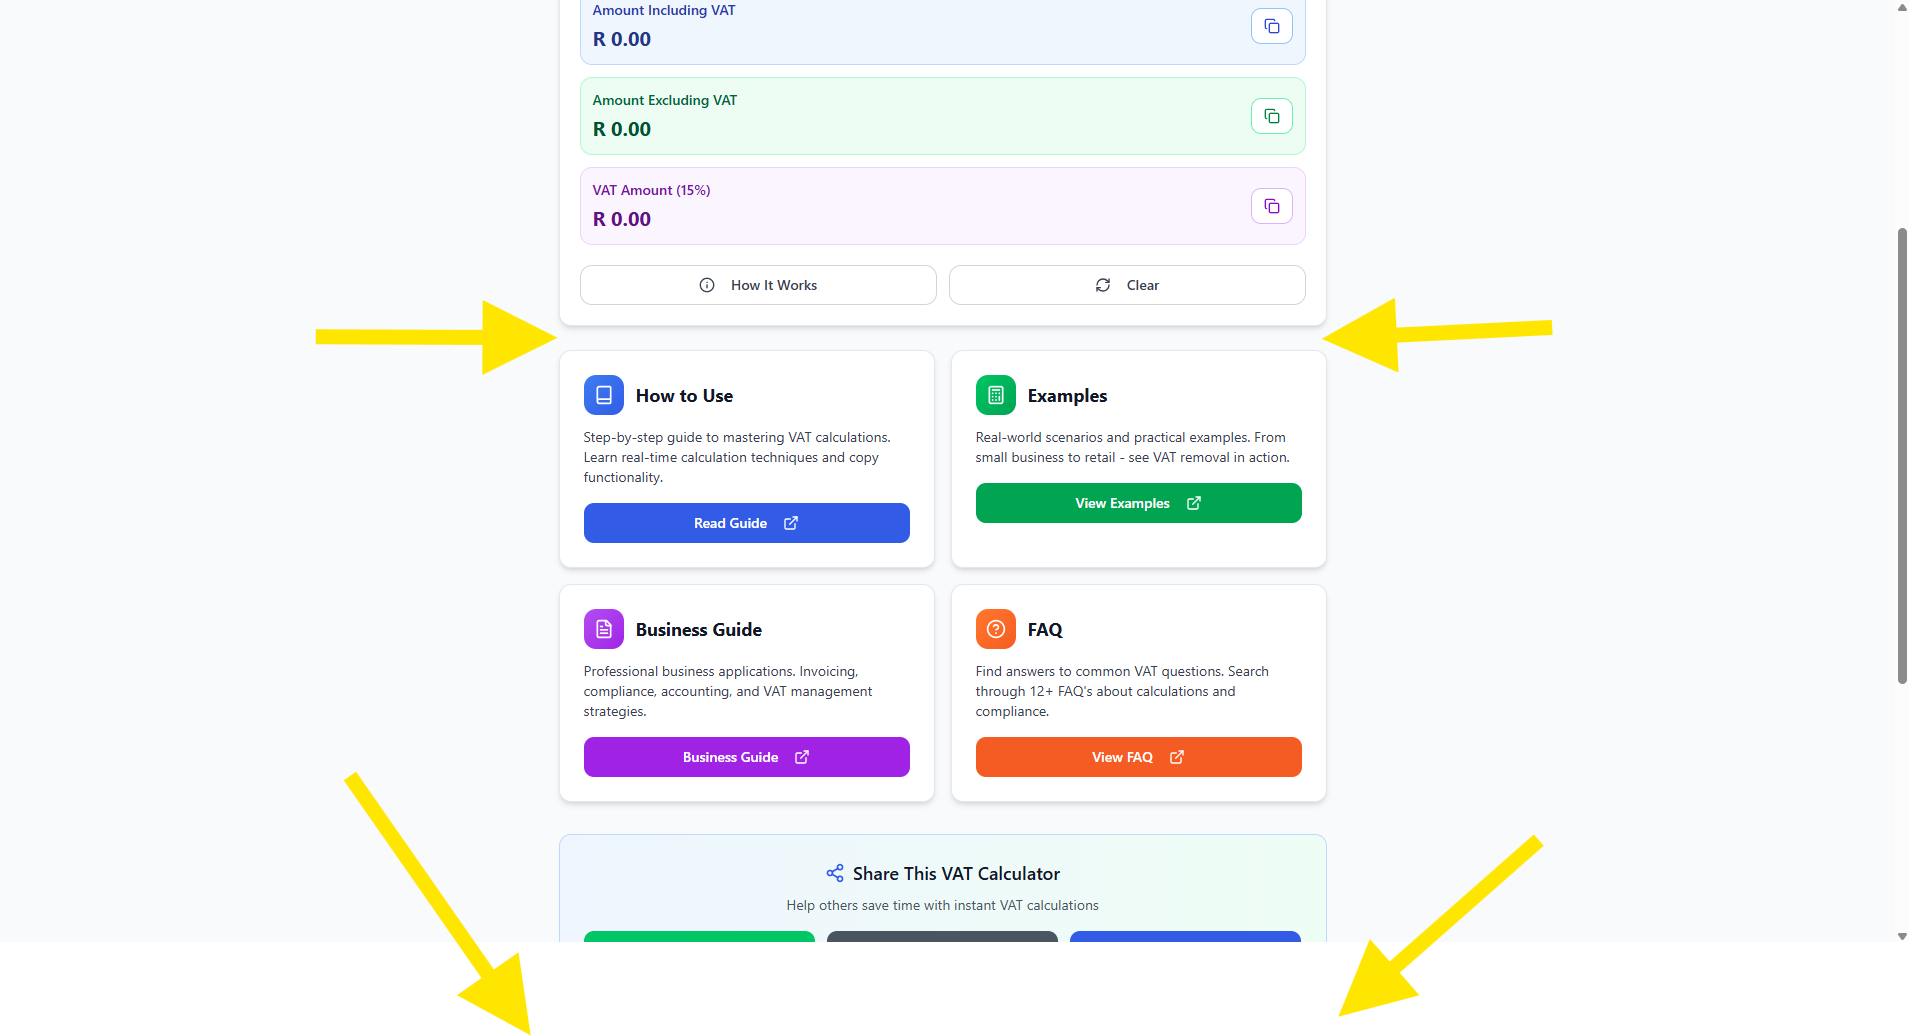 Amount Including VAT
R 0.00
Amount Excluding VAT
R 0.00
VAT Amount (15%)
R 0.00
How It Works
Clear
How to Use
Step-by-step guide to mastering VAT calculations.
Learn real-time calculation techniques and copy
functionality.
Read Guide
Examples
Real-world scenarios and practical examples. From
small business to retail - see VAT removal in action.
View Examples
Business Guide
Professional business applications. Invoicing,
compliance, accounting, and VAT management
strategies.
Business Guide
FAQ
Find answers to common VAT questions. Search
through 12+ FAQ's about calculations and
compliance.
View FAQ
Share This VAT Calculator
Help others save time with instant VAT calculations